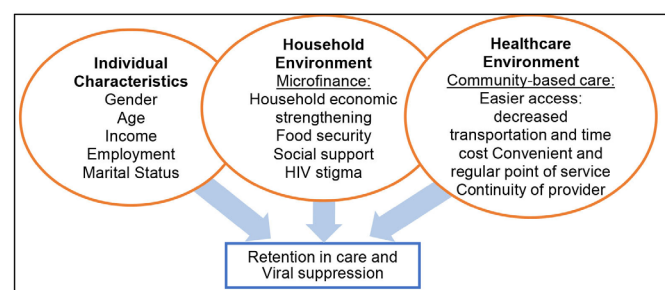 Individual
Characteristics
Gender
Age
Income
Employment
Marital Status
Household
Environment
Microfinance:
Household economic
strengthening
Food security
Social support
HIV stigma
Healthcare
Environment
Community-based care:
Easier access:
decreased
transportation and time
cost Convenient and
regular point of service
Continuity of provider
Retention in care and
Viral suppression